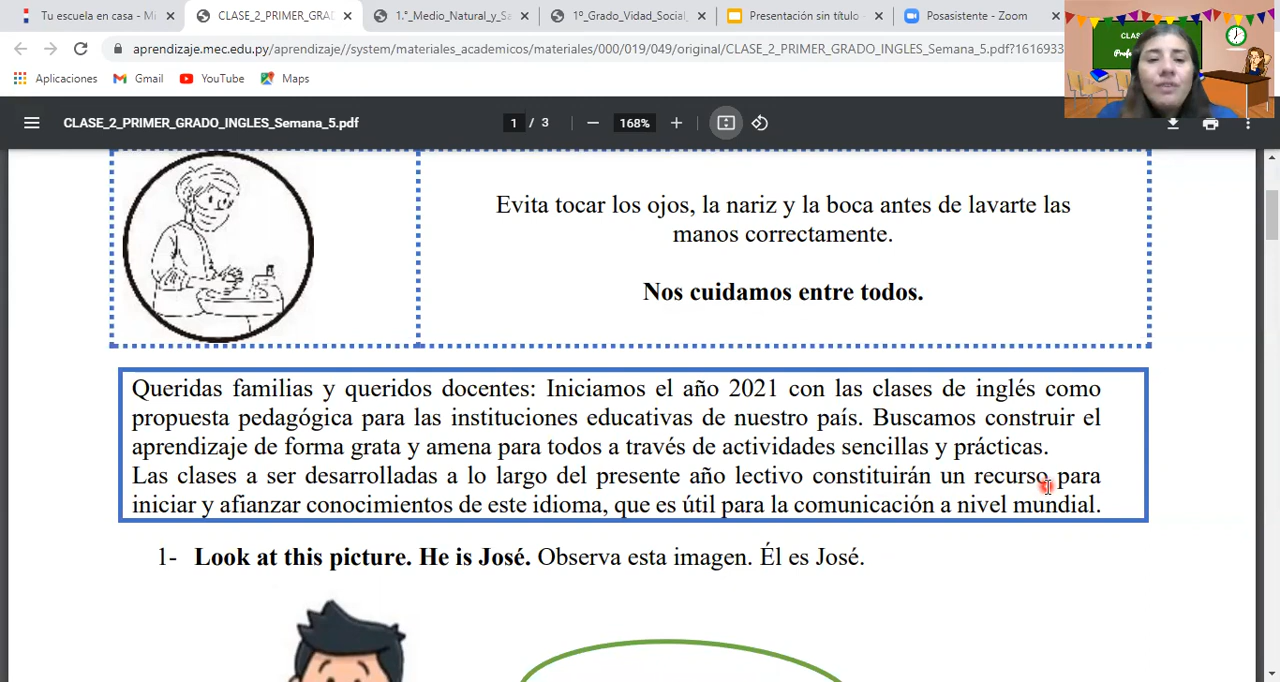 Tu escuela en casa - Mi
CLASE_2_PRIMER_GRAD
1.°_Medio_Natural_y_Sa
1º_Grado_Vidad_Social_
Presentación sin título
Posasistente - Zoom
aprendizaje.mec.edu.py/aprendizaje//system/materiales_academicos/materiales/000/019/049/original/CLASE_2_PRIMER_GRADO_INGLES_Semana_5.pdf?1616933
Aplicaciones
Gmail
YouTube
Maps
CLASE_2_PRIMER_GRADO_INGLES_Semana_5.pdf
1 / 3
168%
Evita tocar los ojos, la nariz y la boca antes de lavarte las
manos correctamente.
Nos cuidamos entre todos.
Queridas familias y queridos docentes: Iniciamos el año 2021 con las clases de inglés como
propuesta pedagógica para las instituciones educativas de nuestro país. Buscamos construir el
aprendizaje de forma grata y amena para todos a través de actividades sencillas y prácticas.
Las clases a ser desarrolladas a lo largo del presente año lectivo constituirán un recurso para
iniciar y afianzar conocimientos de este idioma, que es útil para la comunicación a nivel mundial.
1- Look at this picture. He is José. Observa esta imagen. Él es José.